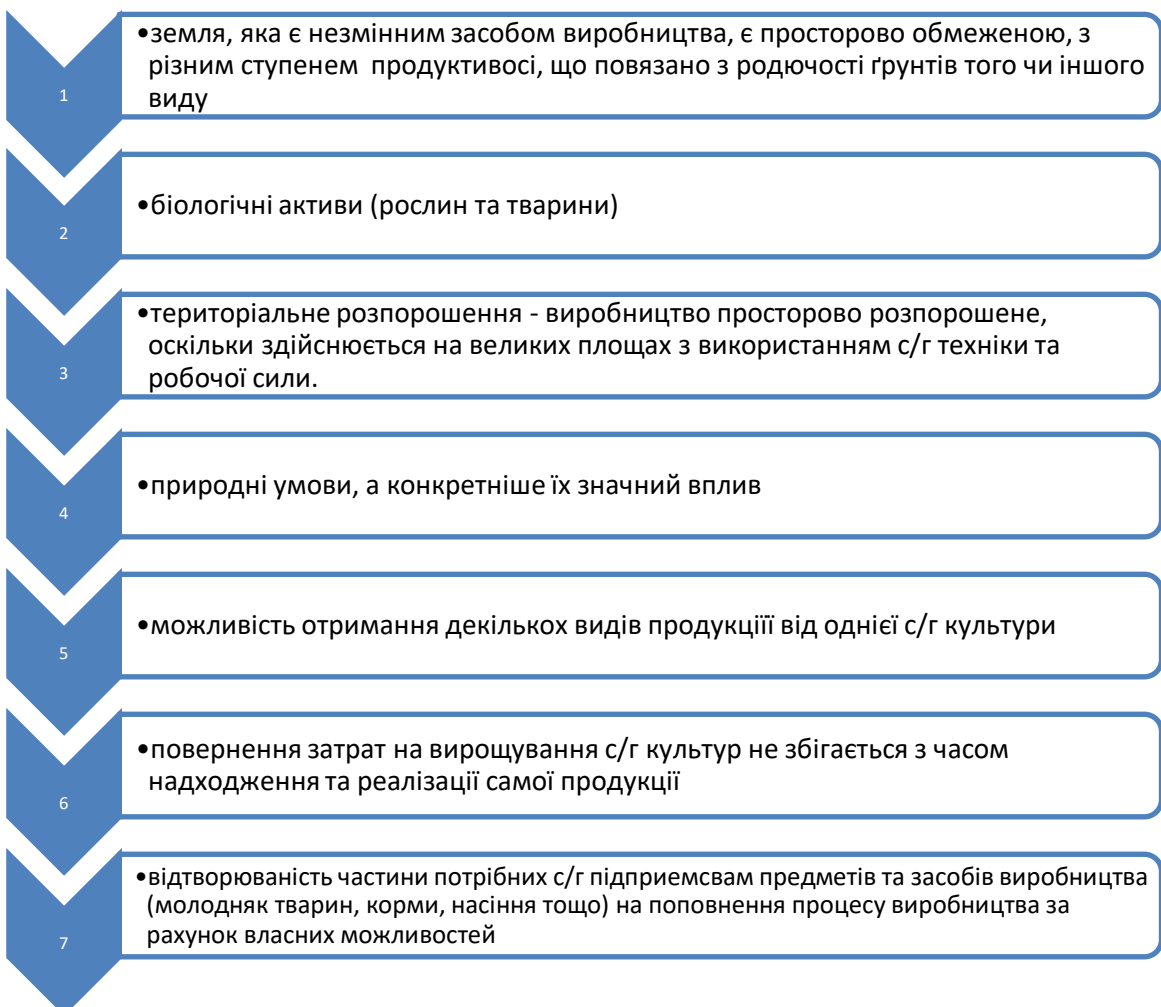 1
•земля, яка є незмінним засобом виробництва, є просторово обмеженою, з
різним ступенем продуктивосі, що повязано з родючості ґрунтів того чи іншого
виду
2
•біологічні активи (рослин та тварини)
3
•територіальне розпорошення - виробництво просторово розпорошене,
оскільки здійснюється на великих площах з використанням с/г техніки та
робочої сили.
4
•природні умови, а конкретніше їх значний вплив
5
•можливість отримання декількох видів продукціїї від однієї с/г культури
6
•повернення затрат на вирощування с/г культур не збігається з часом
надходження та реалізації самої продукції
7
•відтворюваність частини потрібних с/г підприемсвам предметів та засобів виробництва
(молодняк тварин, корми, насіння тощо) на поповнення процесу виробництва за
рахунок власних можливостей